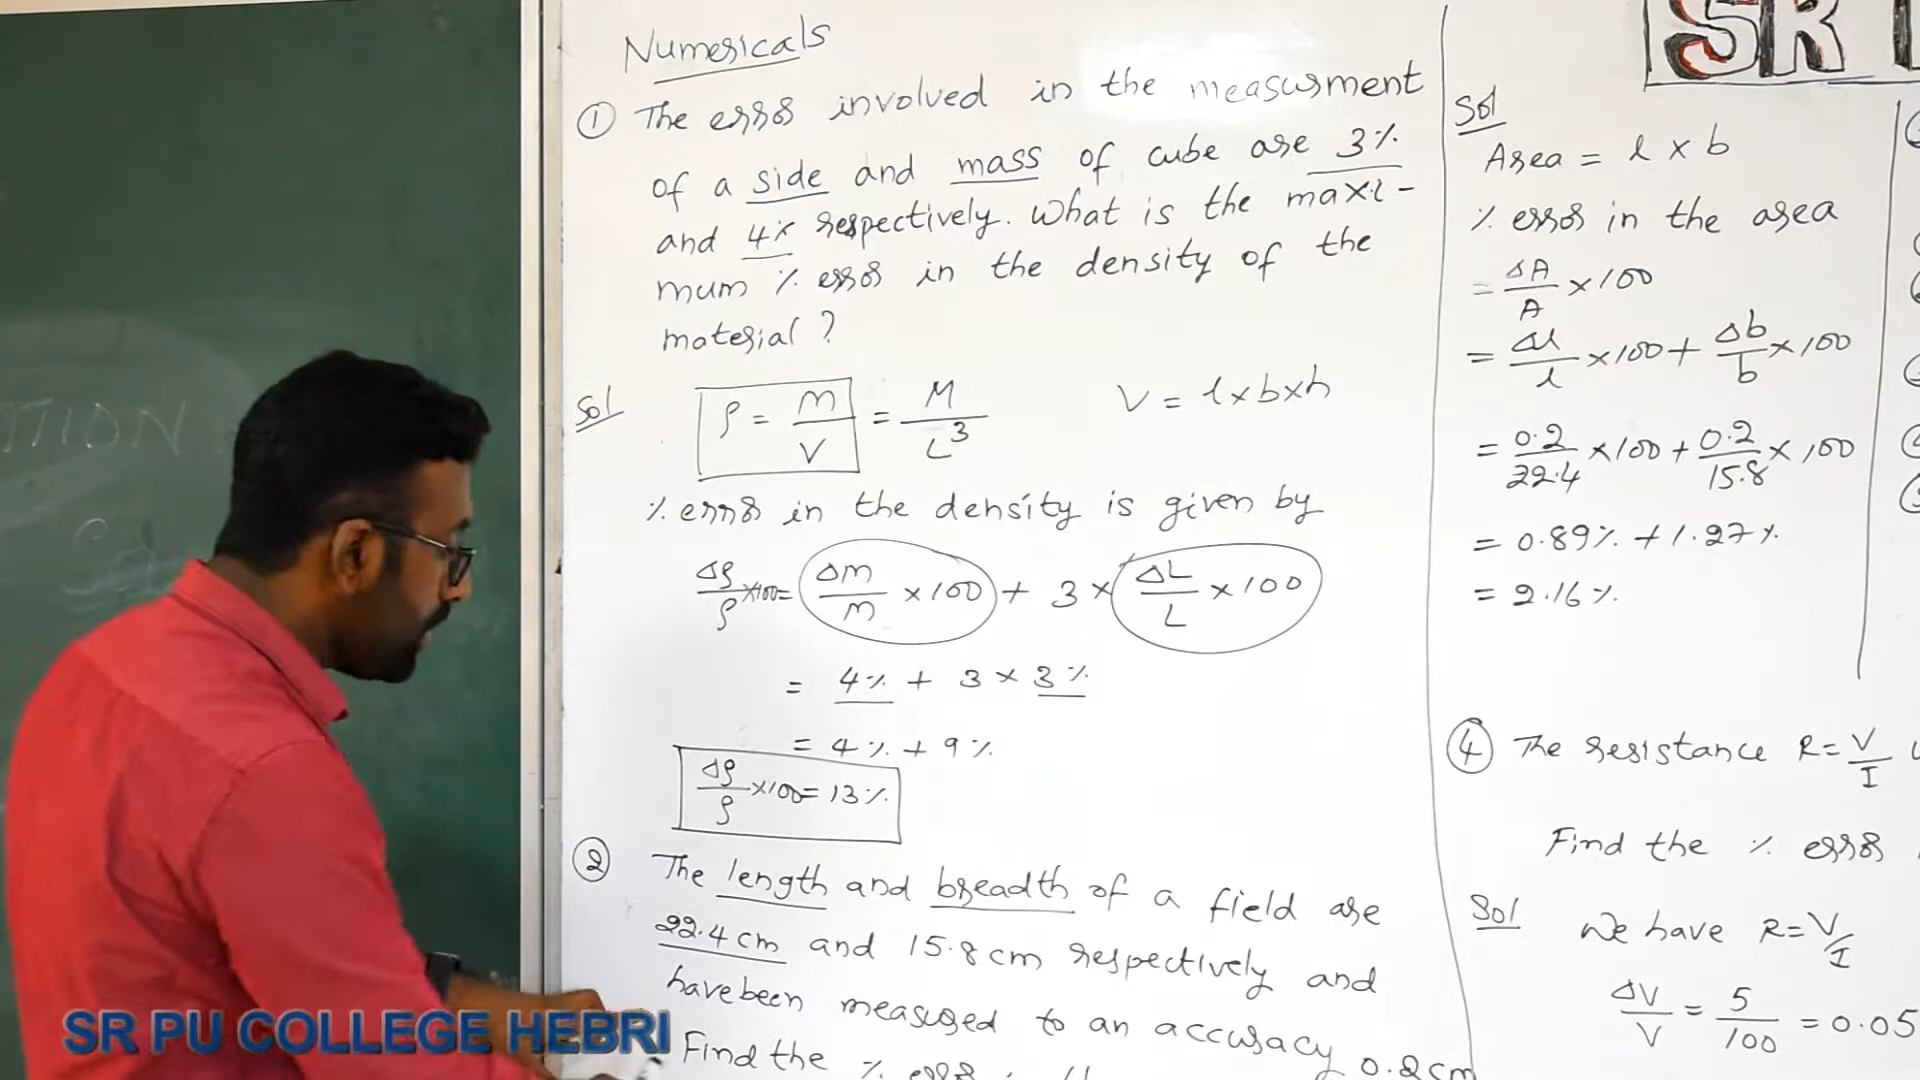 Numericals
① The error involved in the measurment
of a side and mass of cube are 3%
and 4% respectively. What is the maxi-
mum % error in the density of the
material?
Sol
ρ = m/V = M/L³
V = l×b×h
% error in the density is given by
Δρ/ρ ×100 = Δm/m ×100 + 3 × ΔL/L ×100
= 4% + 3 × 3%
= 4% + 9%
Δρ/ρ ×100 = 13%
② The length and breadth of a field are
22.4 cm and 15.8 cm respectively and
have been measured to an accuracy 0.2 cm
Find the % error
Sol
Area = l × b
% error in the area
= ΔA/A ×100
= Δl/l ×100 + Δb/b ×100
= 0.2/22.4 ×100 + 0.2/15.8 ×100
= 0.89% + 1.27%
= 2.16%
④ The resistance R = V/I
Find the % error
Sol We have R = V/I
ΔV/V = 5/100 = 0.05
SR
SR PU COLLEGE HEBRI